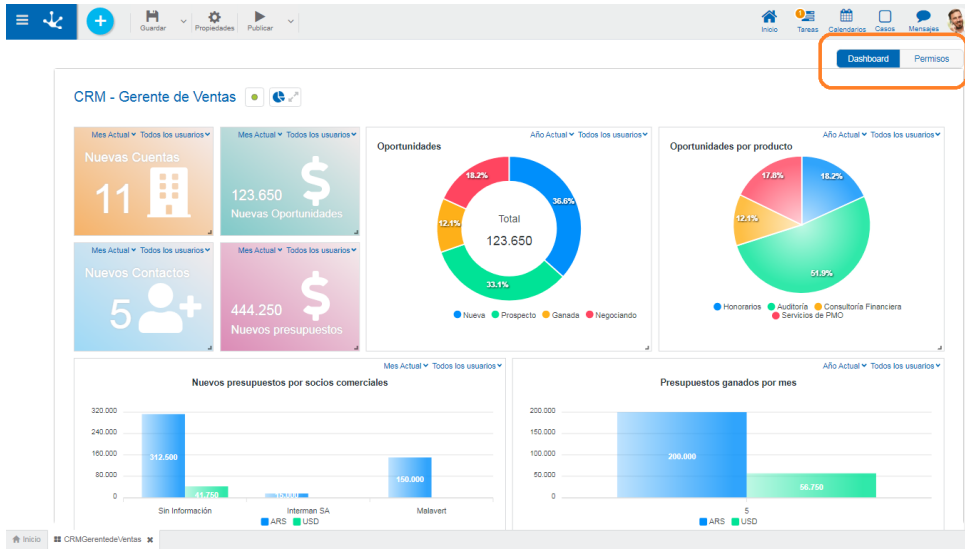 Guardar
Propiedades
Publicar
Inicio
1
Tareas
Calendarios
Casos
Mensajes
Dashboard
Permisos
CRM - Gerente de Ventas
Mes Actual Todos los usuarios
Nuevas Cuentas
11
Mes Actual Todos los usuarios
123.650
Nuevas Oportunidades
Mes Actual Todos los usuarios
Nuevos Contactos
5
Mes Actual Todos los usuarios
444.250
Nuevos presupuestos
Año Actual Todos los usuarios
Oportunidades
18.2%
36.6%
12.1%
33.1%
Total
123.650
Nueva Prospecto Ganada Negociando
Año Actual Todos los usuarios
Oportunidades por producto
17.8%
18.2%
12.1%
51.9%
Honorarios Auditoría Consultoría Financiera
Servicios de PMO
Mes Actual Todos los usuarios
Nuevos presupuestos por socios comerciales
320.000
240.000
160.000
80.000
0
312.500
41.750
15.000
150.000
Sin Información
Interman SA
Malavert
ARS USD
Año Actual Todos los usuarios
Presupuestos ganados por mes
200.000
150.000
100.000
50.000
0
200.000
56.750
5
ARS USD
Inicio
CRMGerentedeVentas